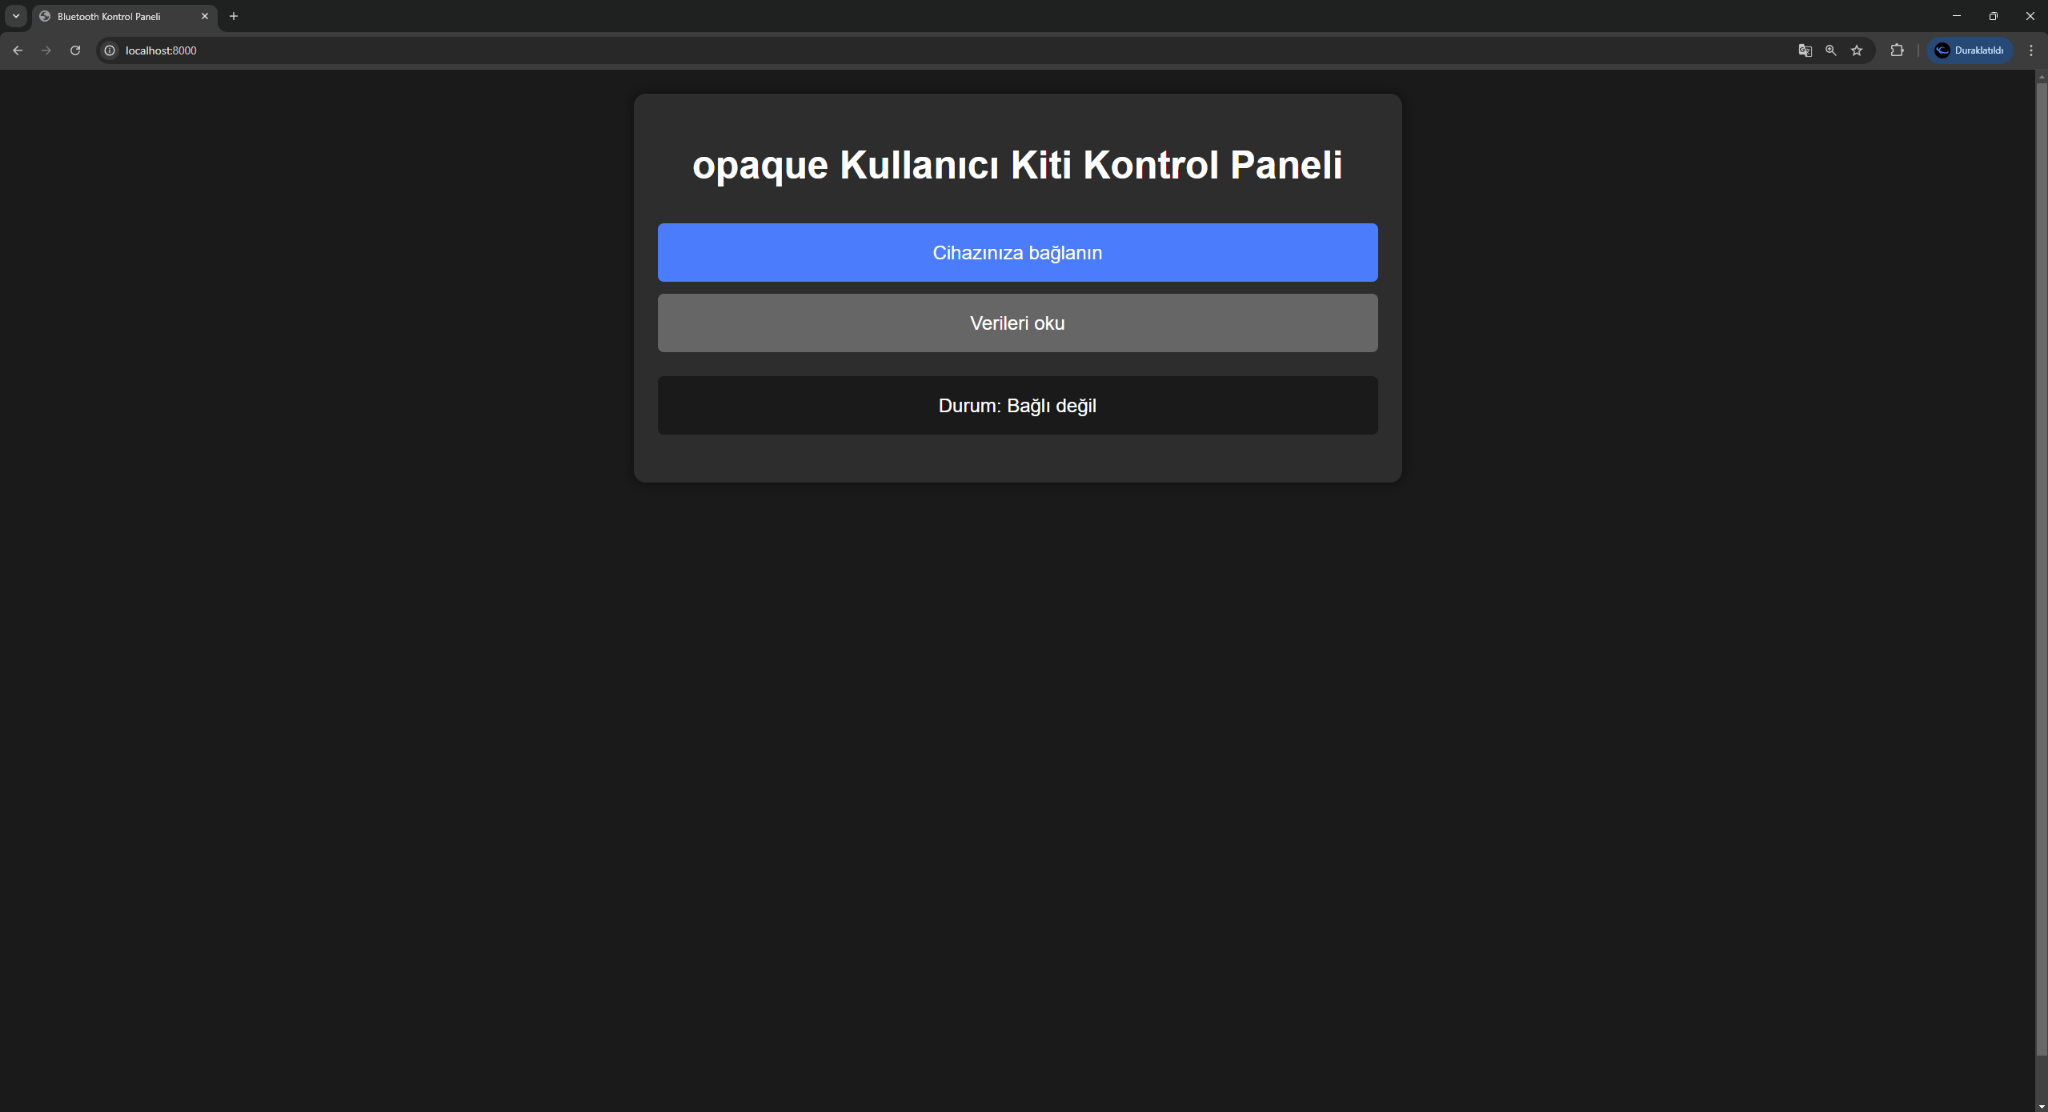 Bluetooth Kontrol Paneli
localhost:8000
Duraklatıldı
opaque Kullanıcı Kiti Kontrol Paneli
Cihazınıza bağlanın
Verileri oku
Durum: Bağlı değil